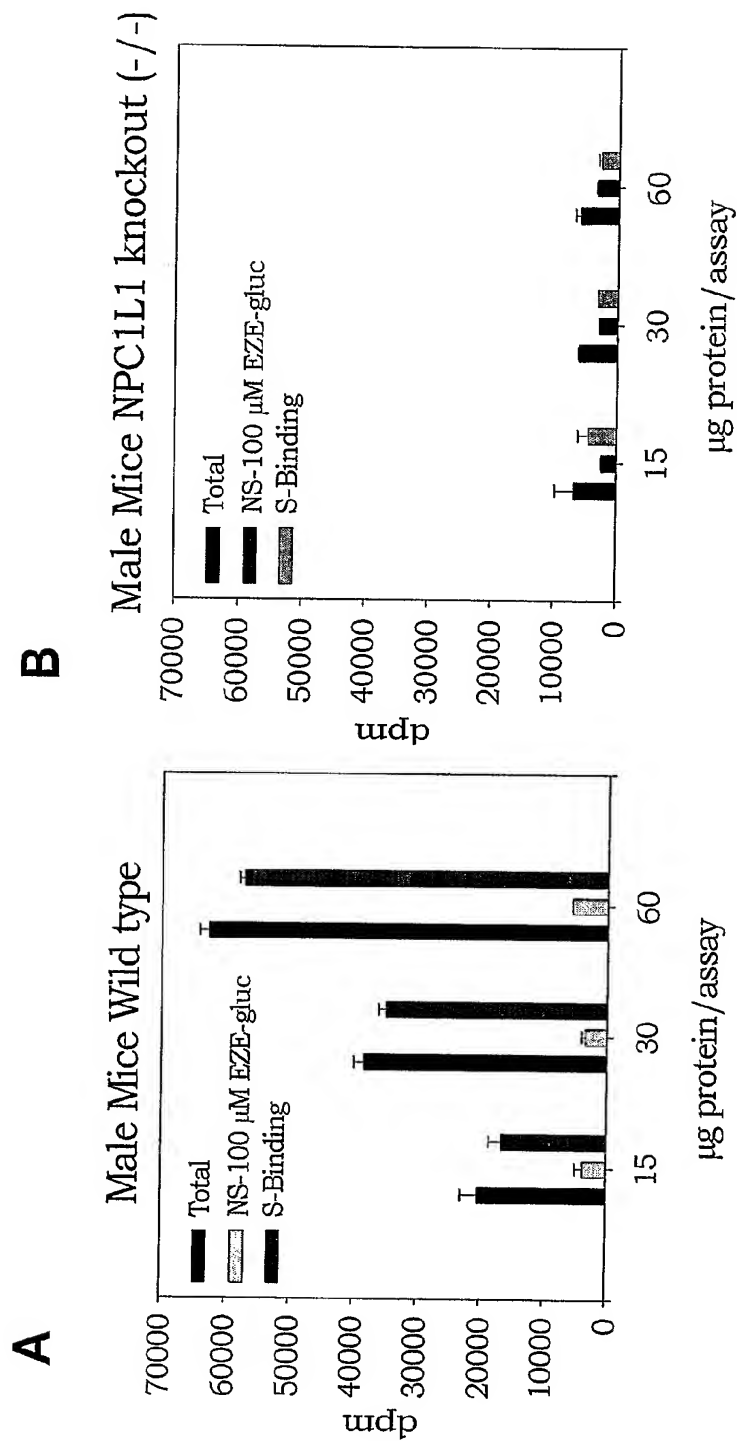 A
Male Mice Wild type
Total
NS-100 μM EZE-gluc
S-Binding
dpm
70000
60000
50000
40000
30000
20000
10000
0
15
30
60
μg protein/assay
B
Male Mice NPC1L1 knockout (-/-)
Total
NS-100 μM EZE-gluc
S-Binding
dpm
70000
60000
50000
40000
30000
20000
10000
0
15
30
60
μg protein/assay